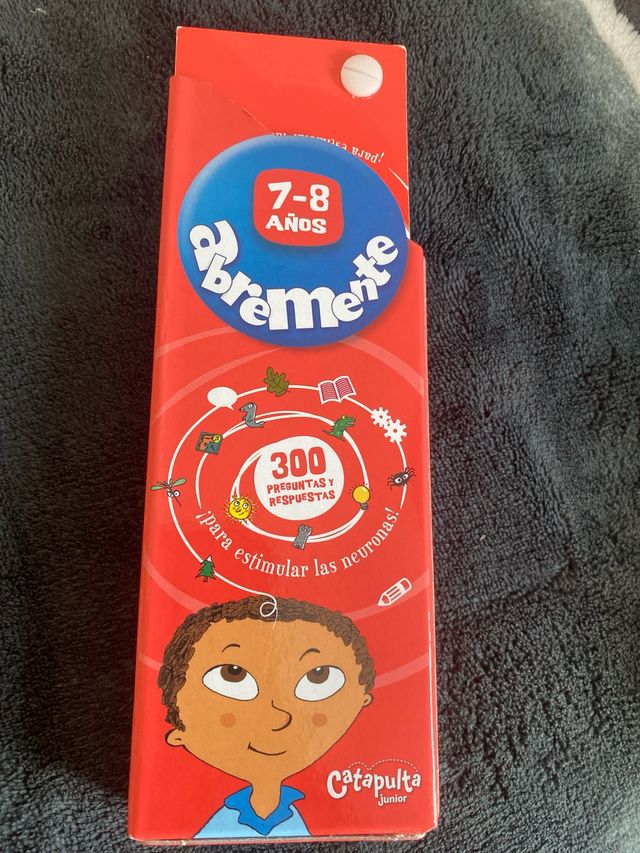 7-8
AÑOS
abremente
300
PREGUNTAS Y
RESPUESTAS
¡para estimular las neuronas!
Catapulta
junior